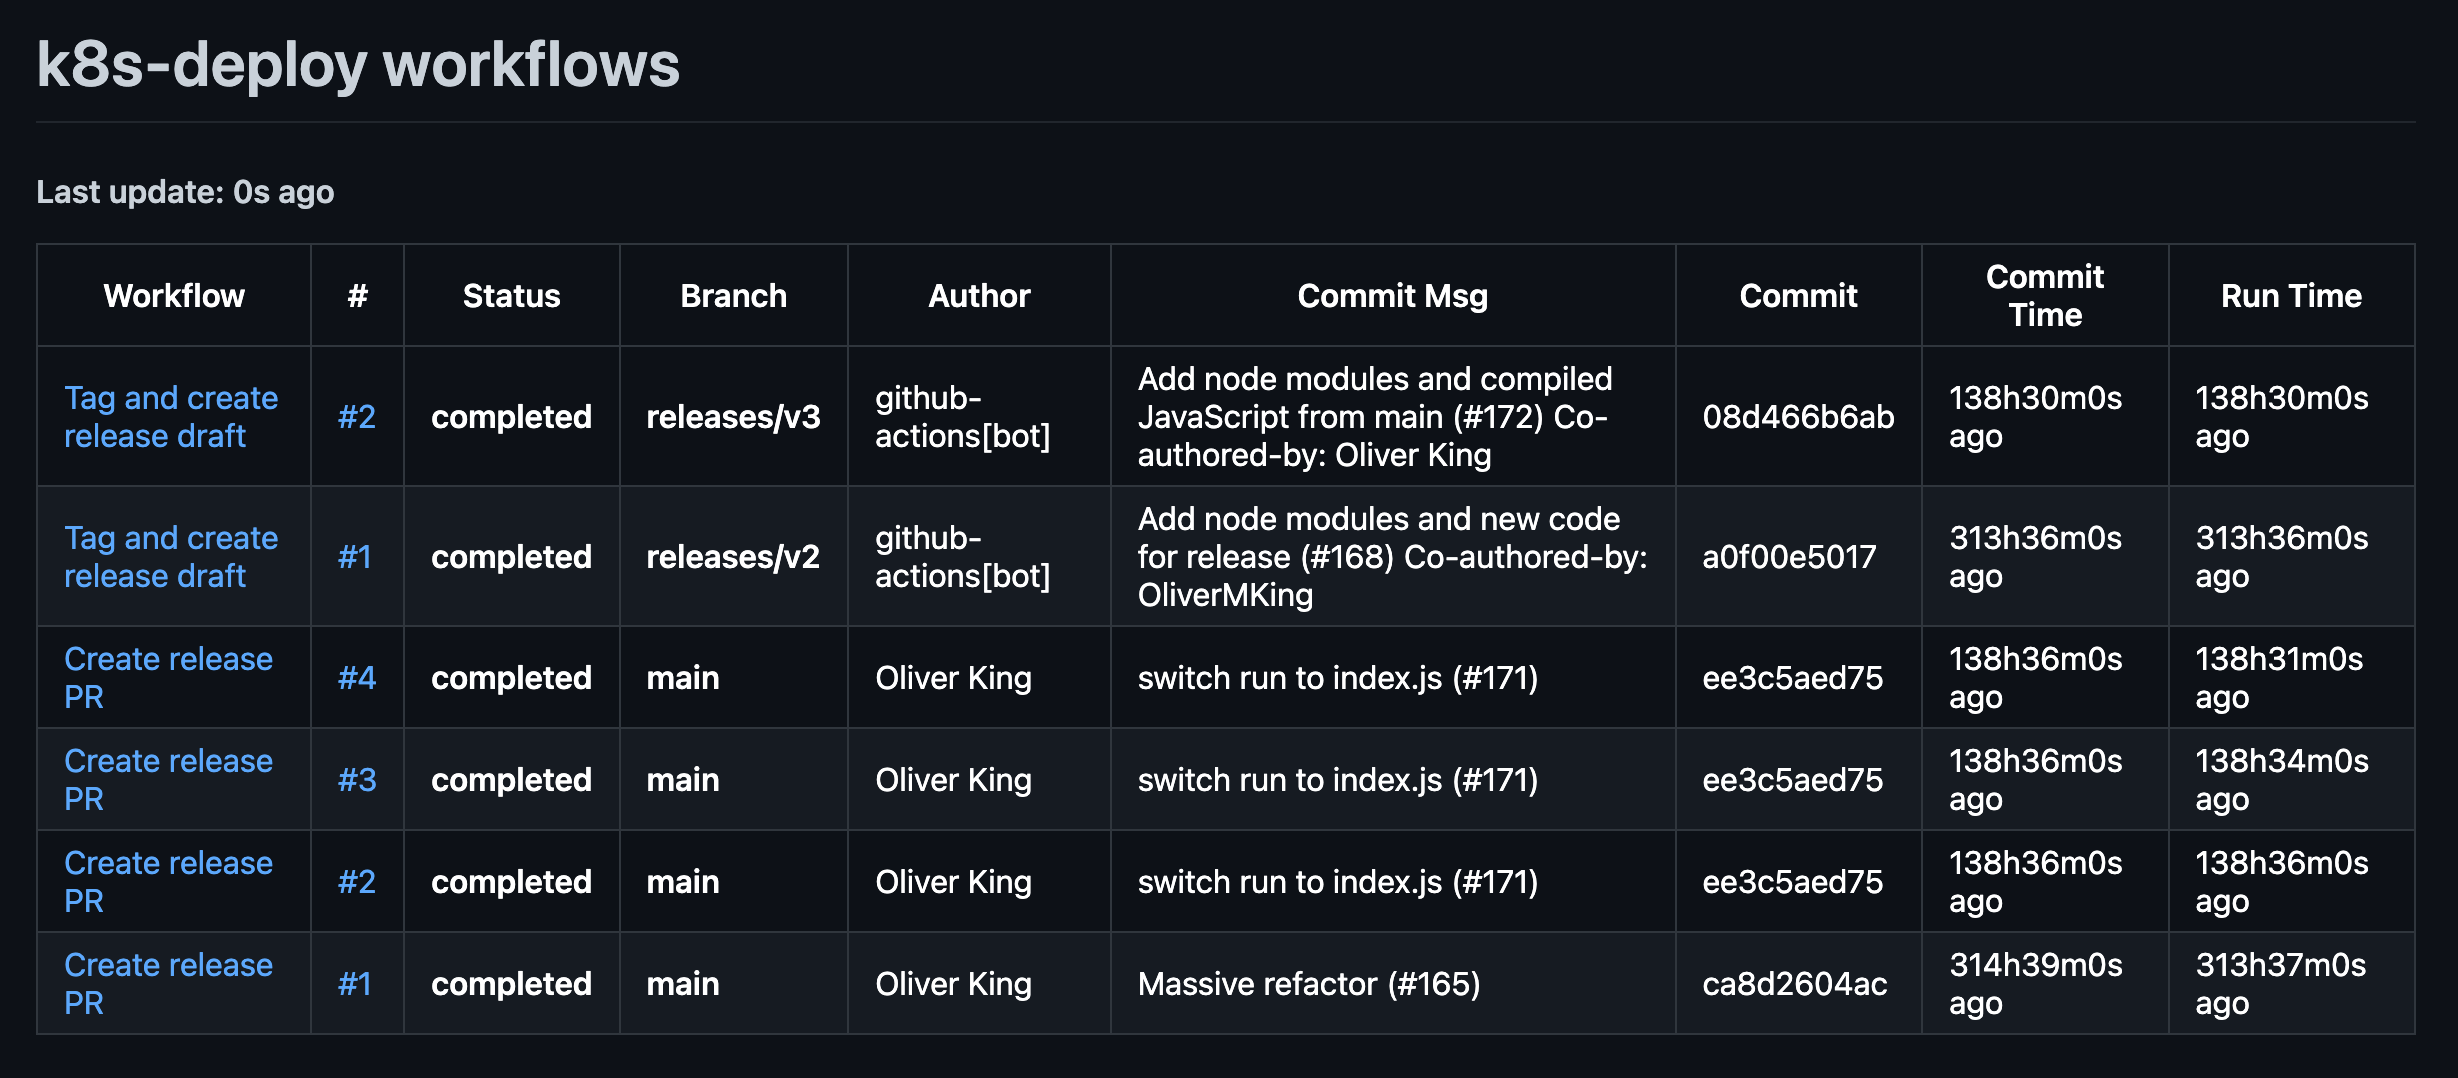 k8s-deploy workflows
Last update: 0s ago
Workflow # Status Branch Author Commit Msg Commit Commit Time Run Time
Tag and create release draft #2 completed releases/v3 github-actions[bot] Add node modules and compiled JavaScript from main (#172) Co-authored-by: Oliver King 08d466b6ab 138h30m0s ago 138h30m0s ago
Tag and create release draft #1 completed releases/v2 github-actions[bot] Add node modules and new code for release (#168) Co-authored-by: OliverMKing a0f00e5017 313h36m0s ago 313h36m0s ago
Create release PR #4 completed main Oliver King switch run to index.js (#171) ee3c5aed75 138h36m0s ago 138h31m0s ago
Create release PR #3 completed main Oliver King switch run to index.js (#171) ee3c5aed75 138h36m0s ago 138h34m0s ago
Create release PR #2 completed main Oliver King switch run to index.js (#171) ee3c5aed75 138h36m0s ago 138h36m0s ago
Create release PR #1 completed main Oliver King Massive refactor (#165) ca8d2604ac 314h39m0s ago 313h37m0s ago